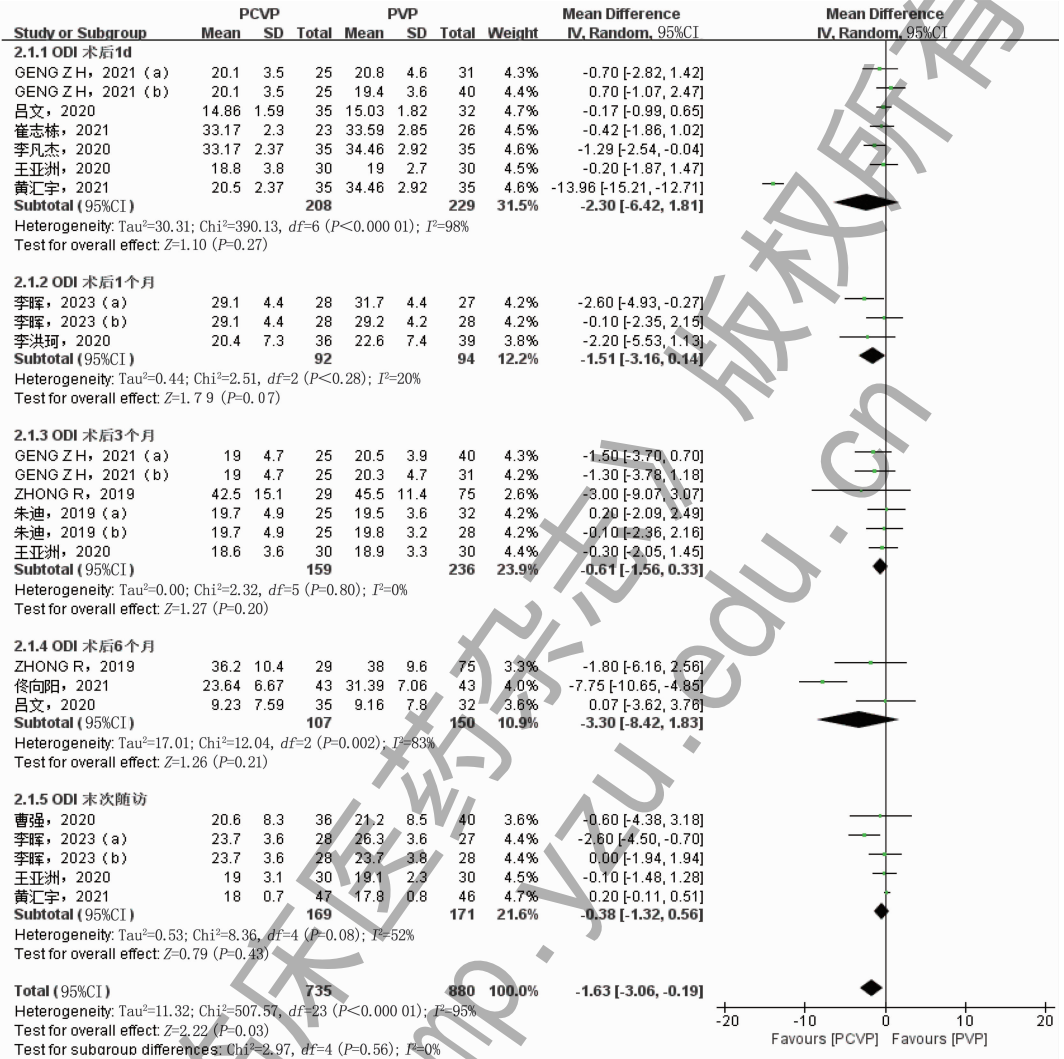 PCVP PVP Mean Difference Mean Difference
Study or Subgroup Mean SD Total Mean SD Total Weight IV, Random, 95%CI IV, Random, 95%CI
2.1.1 ODI 术后1d
GENG Z H，2021（a） 20.1 3.5 25 20.8 4.6 31 4.3% -0.70 [-2.82, 1.42]
GENG Z H，2021（b） 20.1 3.5 25 19.4 3.6 40 4.4% 0.70 [-1.07, 2.47]
吕文，2020 14.86 1.59 35 15.03 1.82 32 4.7% -0.17 [-0.99, 0.65]
崔志栋，2021 33.17 2.3 23 33.59 2.85 26 4.5% -0.42 [-1.86, 1.02]
李凡杰，2020 33.17 2.37 35 34.46 2.92 35 4.6% -1.29 [-2.54, -0.04]
王亚洲，2020 18.8 3.8 30 19 2.7 30 4.5% -0.20 [-1.87, 1.47]
黄汇宇，2021 20.5 2.37 35 34.46 2.92 35 4.6% -13.96 [-15.21, -12.71]
Subtotal (95%CI) 208 229 31.5% -2.30 [-6.42, 1.81]
Heterogeneity: Tau²=30.31; Chi²=390.13, df=6 (P<0.000 01); I²=98%
Test for overall effect: Z=1.10 (P=0.27)
2.1.2 ODI 术后1个月
李晖，2023（a） 29.1 4.4 28 31.7 4.4 27 4.2% -2.60 [-4.93, -0.27]
李晖，2023（b） 29.1 4.4 28 29.2 4.2 28 4.2% -0.10 [-2.35, 2.15]
李洪珂，2020 20.4 7.3 36 22.6 7.4 39 3.8% -2.20 [-5.53, 1.13]
Subtotal (95%CI) 92 94 12.2% -1.51 [-3.16, 0.14]
Heterogeneity: Tau²=0.44; Chi²=2.51, df=2 (P<0.28); I²=20%
Test for overall effect: Z=1.7 9 (P=0.07)
2.1.3 ODI 术后3个月
GENG Z H，2021（a） 19 4.7 25 20.5 3.9 40 4.3% -1.50 [-3.70, 0.70]
GENG Z H，2021（b） 19 4.7 25 20.3 4.7 31 4.2% -1.30 [-3.78, 1.18]
ZHONG R，2019 42.5 15.1 29 45.5 11.4 75 2.6% -3.00 [-9.07, 3.07]
朱迪，2019（a） 19.7 4.9 25 19.5 3.6 32 4.2% 0.20 [-2.09, 2.49]
朱迪，2019（b） 19.7 4.9 25 19.8 3.2 28 4.2% -0.10 [-2.36, 2.16]
王亚洲，2020 18.6 3.6 30 18.9 3.3 30 4.4% -0.30 [-2.05, 1.45]
Subtotal (95%CI) 159 236 23.9% -0.61 [-1.56, 0.33]
Heterogeneity: Tau²=0.00; Chi²=2.32, df=5 (P=0.80); I²=0%
Test for overall effect: Z=1.27 (P=0.20)
2.1.4 ODI 术后6个月
ZHONG R，2019 36.2 10.4 29 38 9.6 75 3.3% -1.80 [-6.16, 2.56]
佟向阳，2021 23.64 6.67 43 31.39 7.06 43 4.0% -7.75 [-10.65, -4.85]
吕文，2020 9.23 7.59 35 9.16 7.8 32 3.6% 0.07 [-3.62, 3.76]
Subtotal (95%CI) 107 150 10.9% -3.30 [-8.42, 1.83]
Heterogeneity: Tau²=17.01; Chi²=12.04, df=2 (P=0.002); I²=83%
Test for overall effect: Z=1.26 (P=0.21)
2.1.5 ODI 末次随访
曹强，2020 20.6 8.3 36 21.2 8.5 40 3.6% -0.60 [-4.38, 3.18]
李晖，2023（a） 23.7 3.6 28 26.3 3.6 27 4.4% -2.60 [-4.50, -0.70]
李晖，2023（b） 23.7 3.6 28 23.7 3.8 28 4.4% 0.00 [-1.94, 1.94]
王亚洲，2020 19 3.1 30 19.1 2.3 30 4.5% -0.10 [-1.48, 1.28]
黄汇宇，2021 18 0.7 47 17.8 0.8 46 4.7% 0.20 [-0.11, 0.51]
Subtotal (95%CI) 169 171 21.6% -0.38 [-1.32, 0.56]
Heterogeneity: Tau²=0.53; Chi²=8.36, df=4 (P=0.08); I²=52%
Test for overall effect: Z=0.79 (P=0.43)
Total (95%CI) 735 880 100.0% -1.63 [-3.06, -0.19]
Heterogeneity: Tau²=11.32; Chi²=507.57, df=23 (P<0.000 01); I²=95%
Test for overall effect: Z=2.22 (P=0.03)
Test for subgroup differences: Chi²=2.97, df=4 (P=0.56); I²=0%
-20 -10 0 10 20
Favours [PCVP] Favours [PVP]
床医药杂志》版权所有
mp.yzu.edu.cn